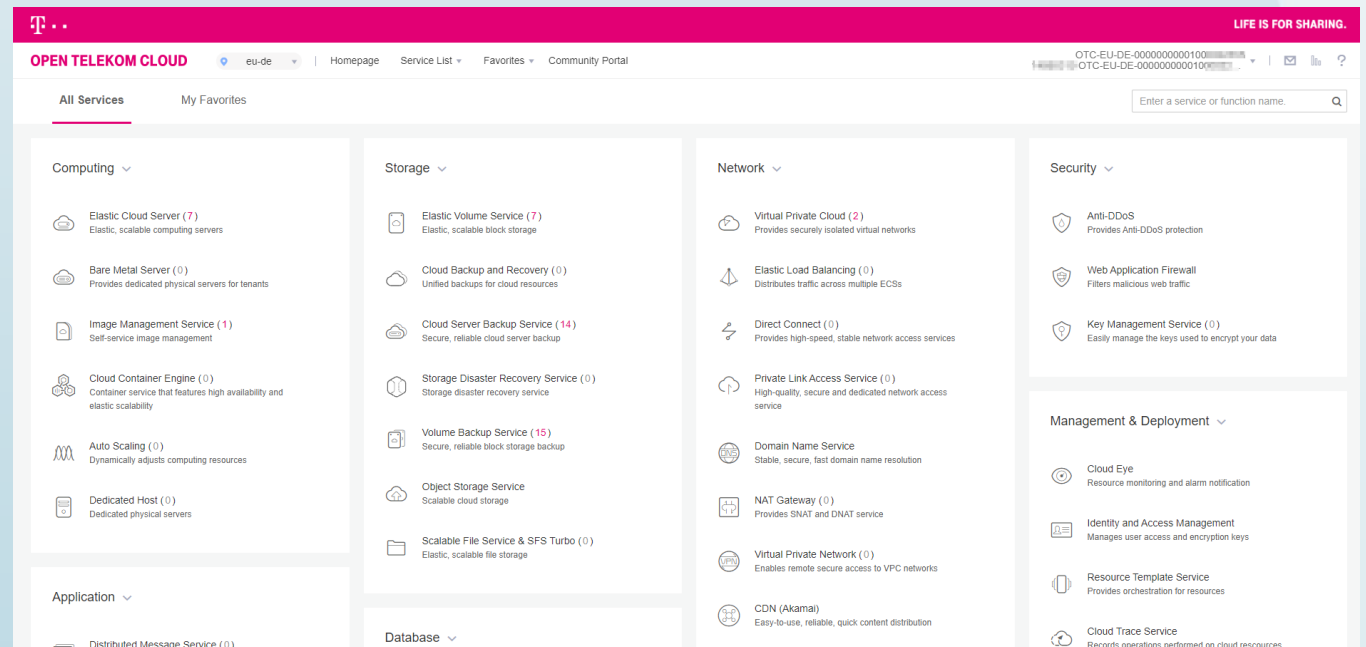 T
LIFE IS FOR SHARING.
OPEN TELEKOM CLOUD
eu-de
Homepage
Service List
Favorites
Community Portal
OTC-EU-DE-0000000000100
OTC-EU-DE-0000000000100
All Services
My Favorites
Enter a service or function name.
Computing
Elastic Cloud Server (7)
Elastic, scalable computing servers
Bare Metal Server (0)
Provides dedicated physical servers for tenants
Image Management Service (1)
Self-service image management
Cloud Container Engine (0)
Container service that features high availability and
elastic scalability
Auto Scaling (0)
Dynamically adjusts computing resources
Dedicated Host (0)
Dedicated physical servers
Application
Distributed Message Service (0)
Storage
Elastic Volume Service (7)
Elastic, scalable block storage
Cloud Backup and Recovery (0)
Unified backups for cloud resources
Cloud Server Backup Service (14)
Secure, reliable cloud server backup
Storage Disaster Recovery Service (0)
Storage disaster recovery service
Volume Backup Service (15)
Secure, reliable block storage backup
Object Storage Service
Scalable cloud storage
Scalable File Service & SFS Turbo (0)
Elastic, scalable file storage
Database
Network
Virtual Private Cloud (2)
Provides securely isolated virtual networks
Elastic Load Balancing (0)
Distributes traffic across multiple ECSs
Direct Connect (0)
Provides high-speed, stable network access services
Private Link Access Service (0)
High-quality, secure and dedicated network access
service
DNS
Domain Name Service
Stable, secure, fast domain name resolution
NAT Gateway (0)
Provides SNAT and DNAT service
VPN
Virtual Private Network (0)
Enables remote secure access to VPC networks
CDN (Akamai)
Easy-to-use, reliable, quick content distribution
Security
Anti-DDoS
Provides Anti-DDoS protection
Web Application Firewall
Filters malicious web traffic
Key Management Service (0)
Easily manage the keys used to encrypt your data
Management & Deployment
Cloud Eye
Resource monitoring and alarm notification
Identity and Access Management
Manages user access and encryption keys
Resource Template Service
Provides orchestration for resources
Cloud Trace Service
Records operations performed on cloud rescources